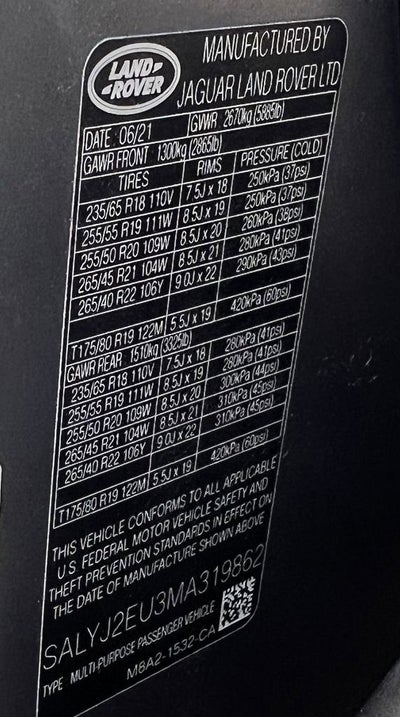 LAND-
-ROVER
MANUFACTURED BY
JAGUAR LAND ROVER LTD
DATE 06/21 GVWR 2670kg (5885lb)
GAWR FRONT 1300kg (2865lb)
TIRES RIMS PRESSURE (COLD)
235/65 R18 110V 7.5J x 18 250kPa (37psi)
255/55 R19 111W 8.5J x 19 250kPa (37psi)
255/50 R20 109W 8.5J x 20 260kPa (38psi)
265/45 R21 104W 8.5J x 21 280kPa (41psi)
265/40 R22 106Y 9.0J x 22 290kPa (43psi)
T175/80 R19 122M 5.5J x 19 420kPa (60psi)
GAWR REAR 1510kg (3325lb)
235/65 R18 110V 7.5J x 18 280kPa (41psi)
255/55 R19 111W 8.5J x 19 280kPa (41psi)
255/50 R20 109W 8.5J x 20 300kPa (44psi)
265/45 R21 104W 8.5J x 21 310kPa (45psi)
265/40 R22 106Y 9.0J x 22 310kPa (45psi)
T175/80 R19 122M 5.5J x 19 420kPa (60psi)
THIS VEHICLE CONFORMS TO ALL APPLICABLE
U.S. FEDERAL MOTOR VEHICLE SAFETY AND
THEFT PREVENTION STANDARDS IN EFFECT ON
THE DATE OF MANUFACTURE SHOWN ABOVE
SALYJ2EU3MA319862
TYPE MULTI-PURPOSE PASSENGER VEHICLE
M8A2-1532-CA